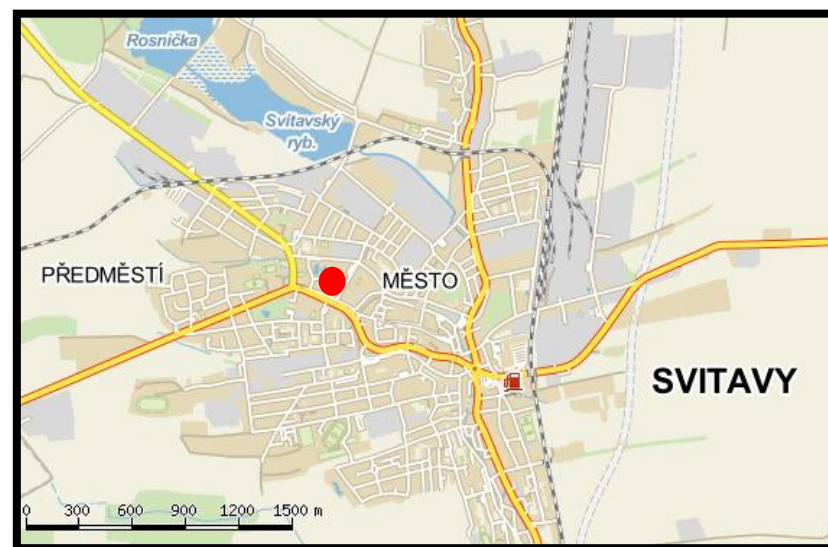 Rosnička
Svitavský
ryb.
PŘEDMĚSTÍ
MĚSTO
SVITAVY
0 300 600 900 1200 1500 m